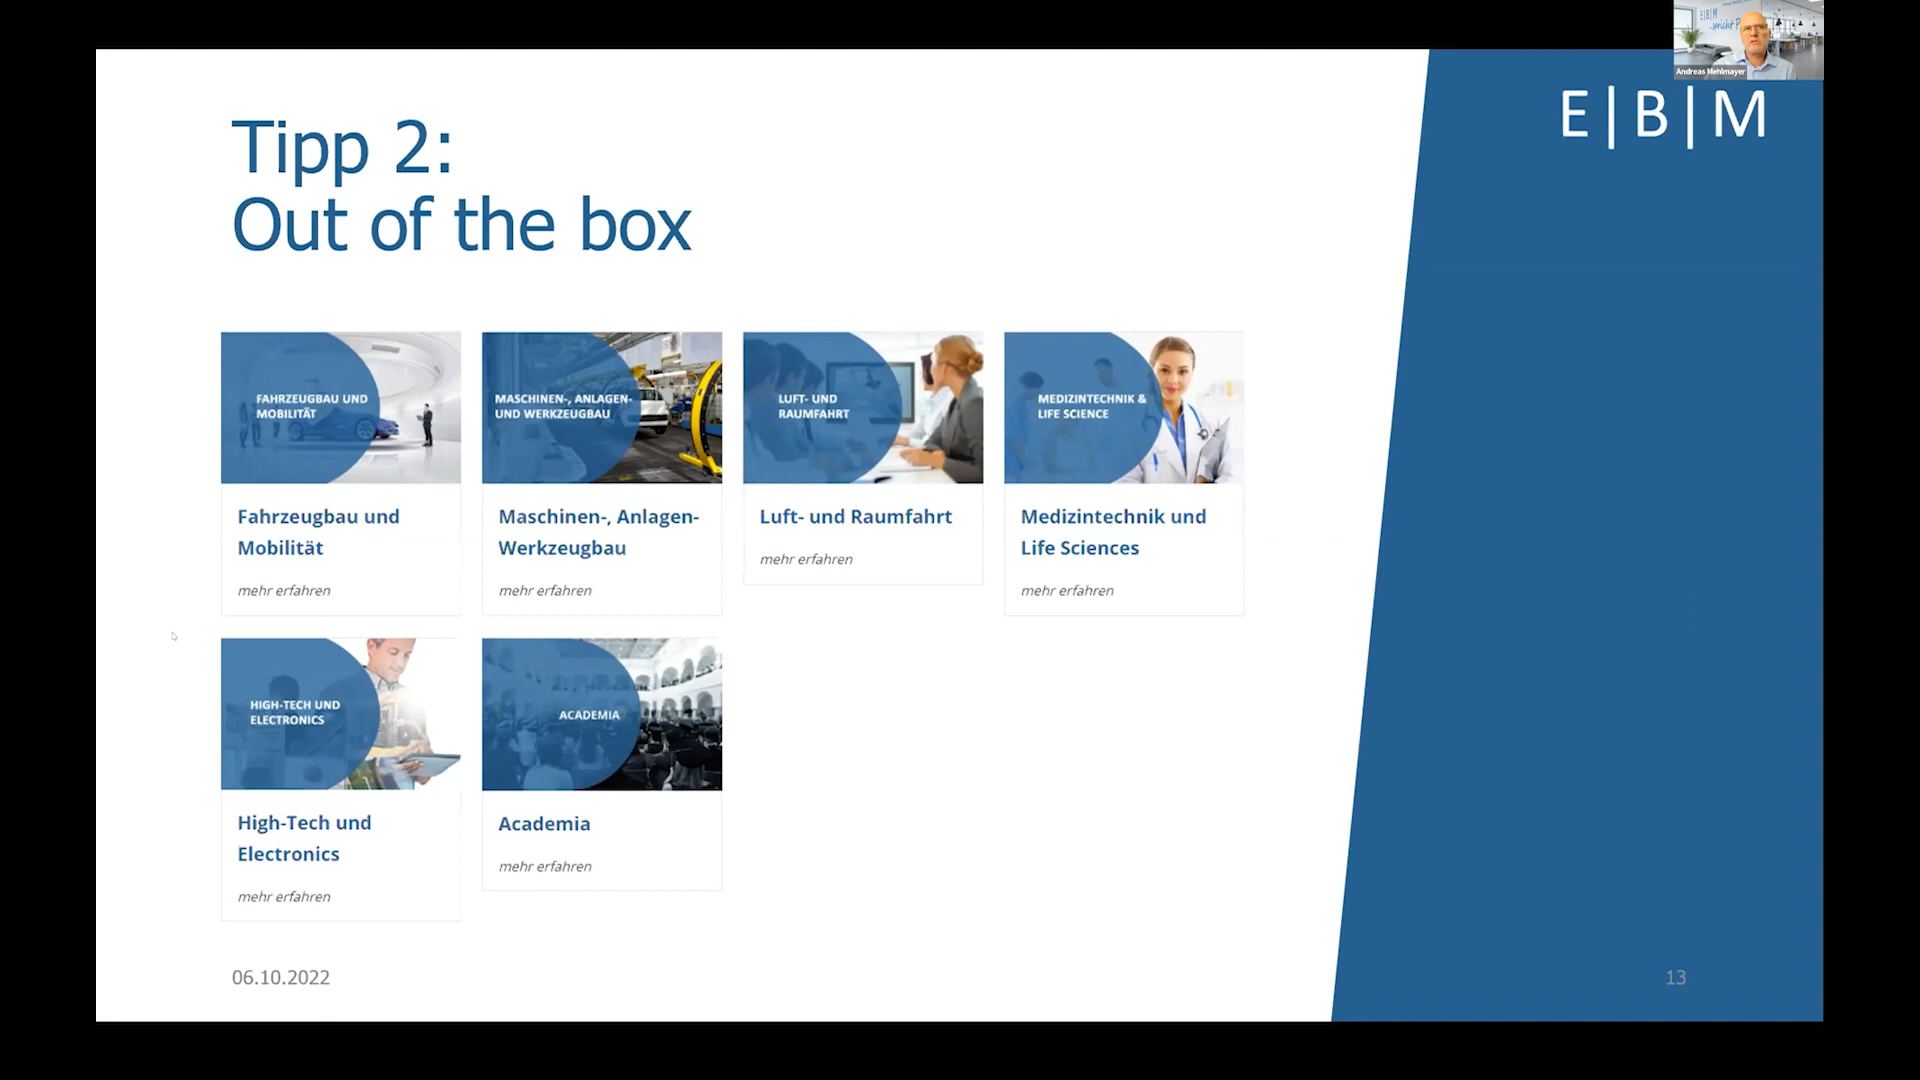 E|B|M
Andreas Mehlmayer
E|B|M
Tipp 2:
Out of the box
FAHRZEUGBAU UND
MOBILITÄT
MASCHINEN-, ANLAGEN-
UND WERKZEUGBAU
LUFT- UND
RAUMFAHRT
MEDIZINTECHNIK &
LIFE SCIENCE
Fahrzeugbau und
Mobilität
mehr erfahren
Maschinen-, Anlagen-
Werkzeugbau
mehr erfahren
Luft- und Raumfahrt
mehr erfahren
Medizintechnik und
Life Sciences
mehr erfahren
HIGH-TECH UND
ELECTRONICS
ACADEMIA
High-Tech und
Electronics
mehr erfahren
Academia
mehr erfahren
06.10.2022
13